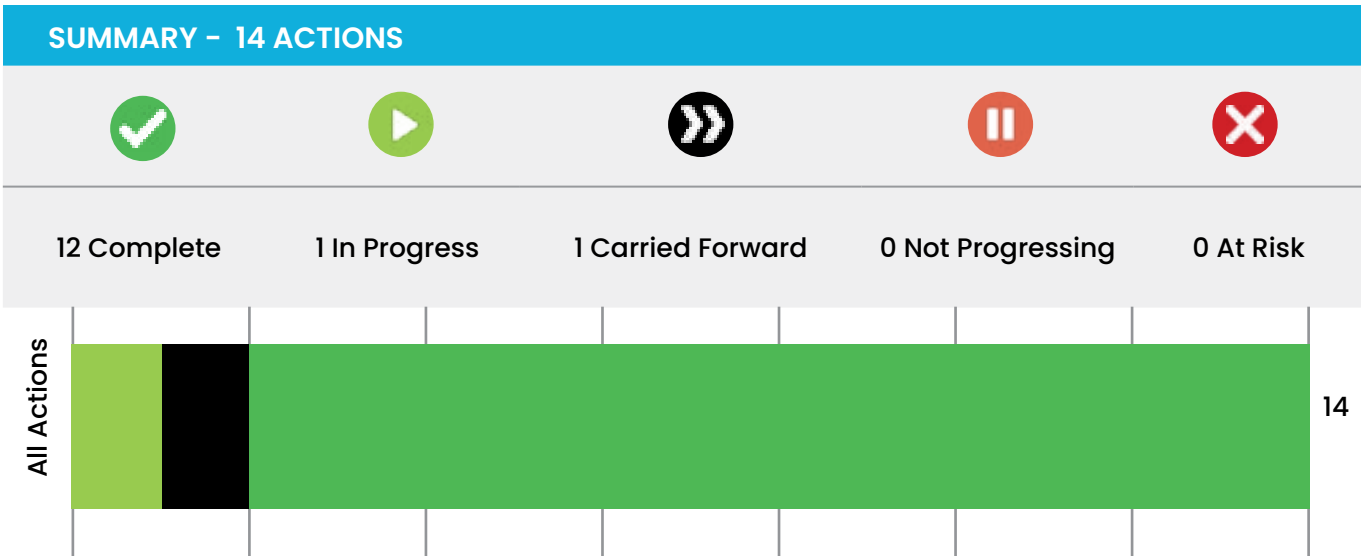 SUMMARY - 14 ACTIONS
12 Complete
1 In Progress
1 Carried Forward
0 Not Progressing
0 At Risk
All Actions
14